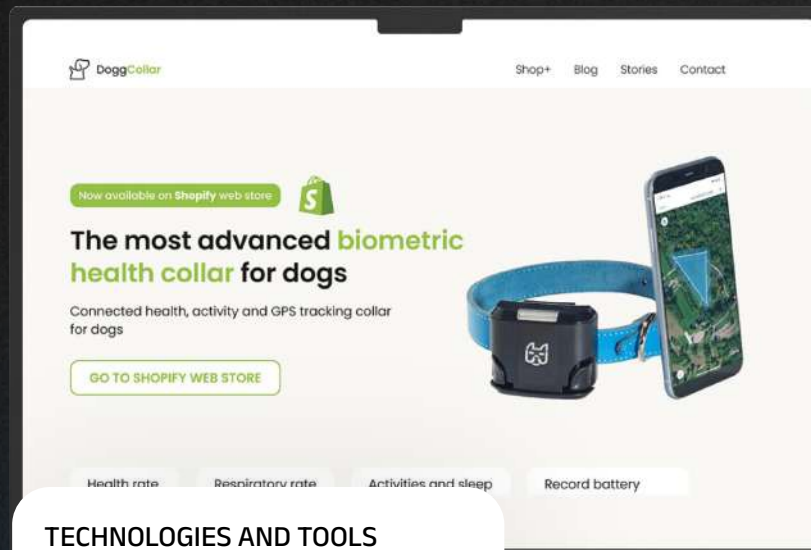 DoggCollar
Shop+ Blog Stories Contact
Now available on Shopify web store
The most advanced biometric
health collar for dogs
Connected health, activity and GPS tracking collar
for dogs
GO TO SHOPIFY WEB STORE
Health rate Respiratory rate Activities and sleep Record battery
TECHNOLOGIES AND TOOLS